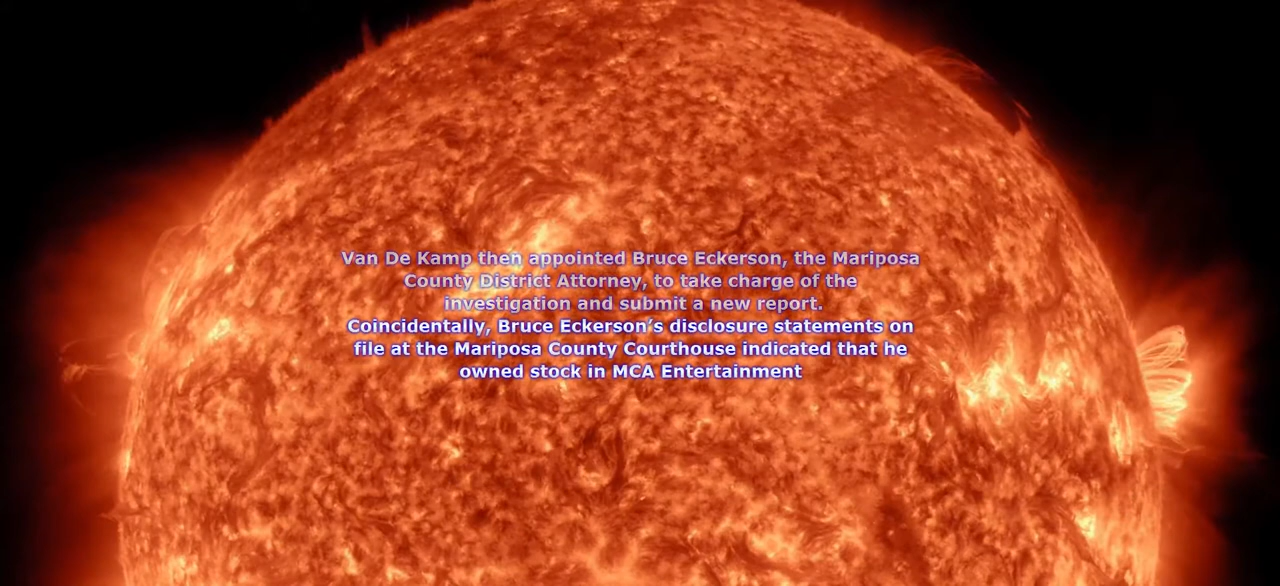 Van De Kamp then appointed Bruce Eckerson, the Mariposa
County District Attorney, to take charge of the
investigation and submit a new report.
Coincidentally, Bruce Eckerson's disclosure statements on
file at the Mariposa County Courthouse indicated that he
owned stock in MCA Entertainment